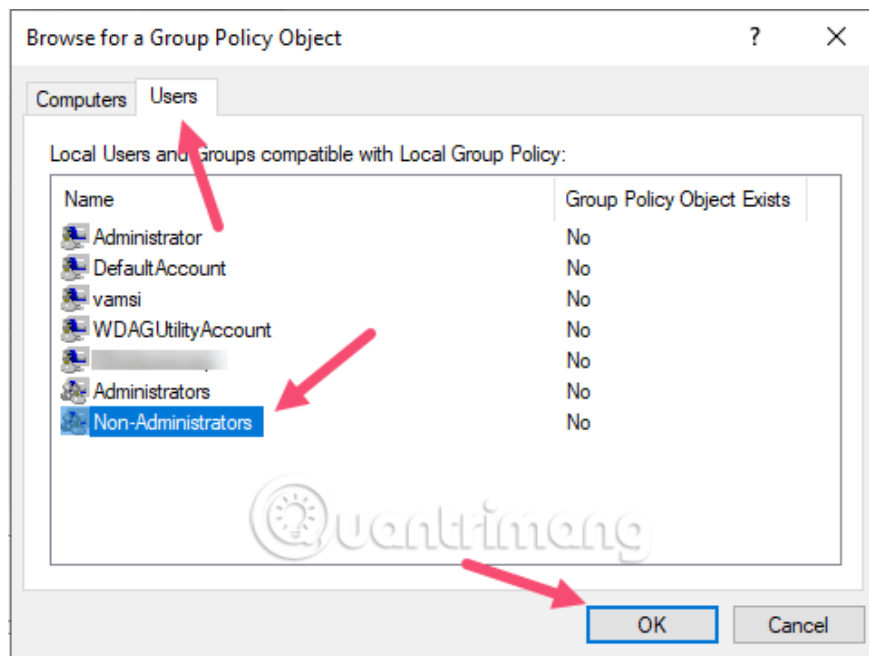 Browse for a Group Policy Object
Computers Users
Local Users and Groups compatible with Local Group Policy:
Name Group Policy Object Exists
Administrator No
DefaultAccount No
vamsi No
WDAGUtilityAccount No
No
Administrators No
Non-Administrators No
Quantrimang
OK Cancel